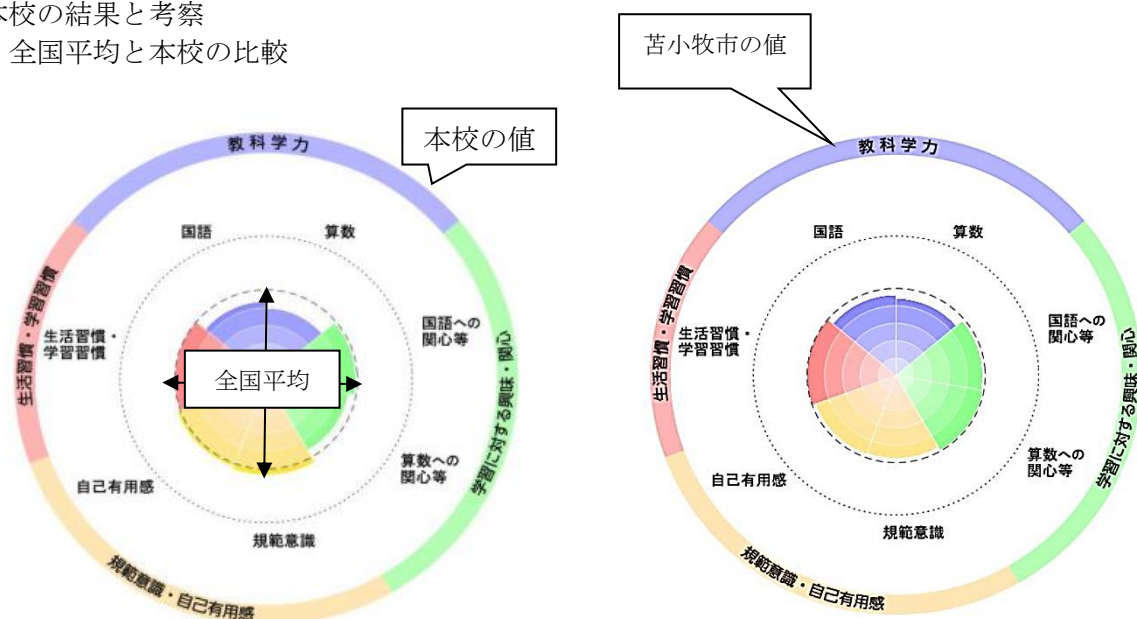 本校の結果と考察
全国平均と本校の比較
本校の値
教科学力
国語
算数
国語への
関心等
算数への
関心等
学習に対する興味・関心
規範意識
自己有用感
規範意識・自己有用感
生活習慣・
学習習慣
生活習慣・学習習慣
全国平均
苫小牧市の値
教科学力
国語
算数
国語への
関心等
算数への
関心等
学習に対する興味・関心
規範意識
自己有用感
規範意識・自己有用感
生活習慣・
学習習慣
生活習慣・学習習慣